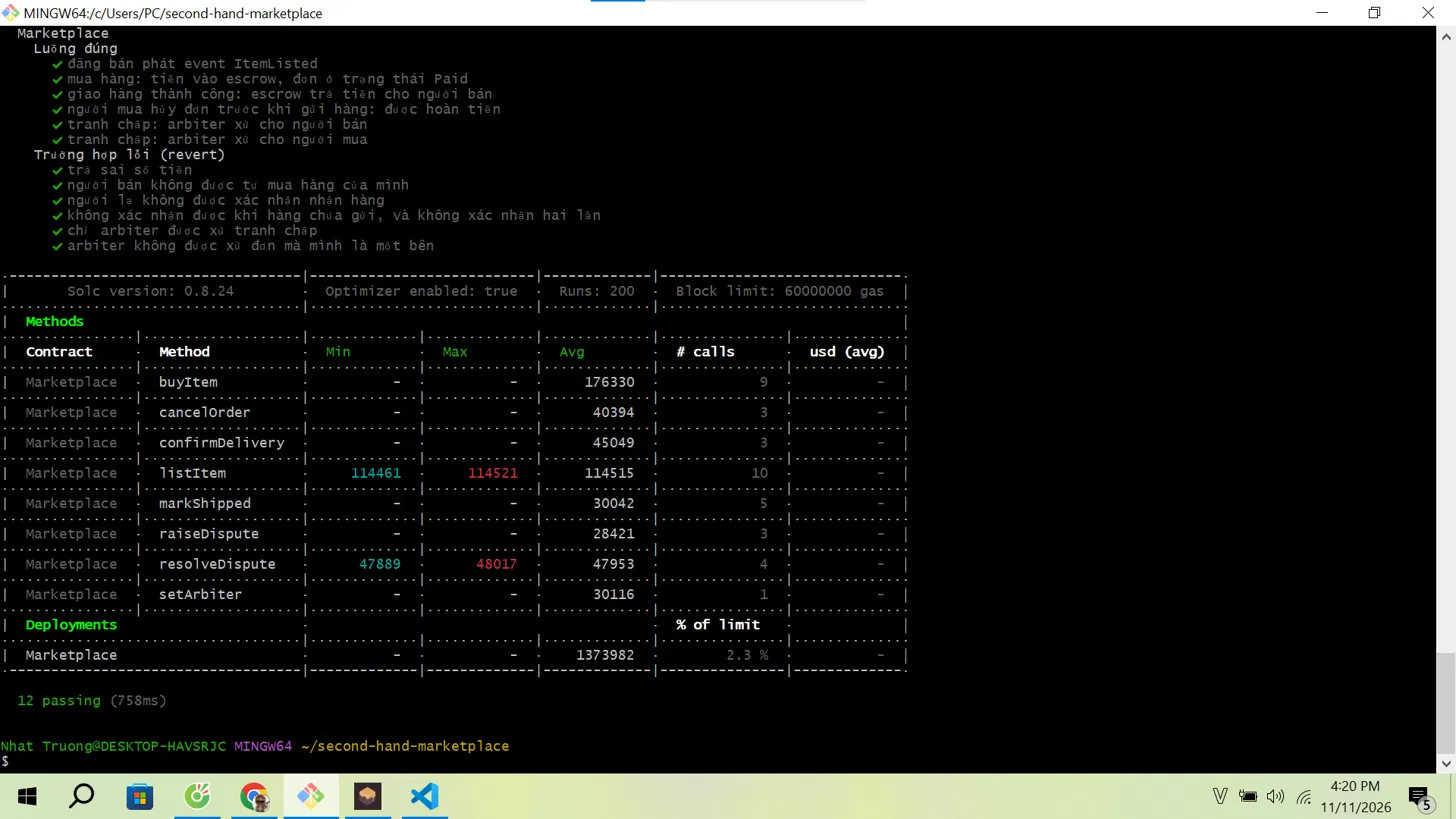 MINGW64:/c/Users/PC/second-hand-marketplace
Marketplace
Luồng đúng
✓ đăng bán phát event ItemListed
✓ mua hàng: tiền vào escrow, đơn ở trạng thái Paid
✓ giao hàng thành công: escrow trả tiền cho người bán
✓ người mua hủy đơn trước khi gửi hàng: được hoàn tiền
✓ tranh chấp: arbiter xử cho người bán
✓ tranh chấp: arbiter xử cho người mua
Trường hợp lỗi (revert)
✓ trả sai số tiền
✓ người bán không được tự mua hàng của mình
✓ người lạ không được xác nhận nhận hàng
✓ không xác nhận được khi hàng chưa gửi, và không xác nhận hai lần
✓ chỉ arbiter được xử tranh chấp
✓ arbiter không được xử đơn mà mình là một bên
Solc version: 0.8.24 · Optimizer enabled: true · Runs: 200 · Block limit: 60000000 gas
Methods
Contract · Method · Min · Max · Avg · # calls · usd (avg)
Marketplace · buyItem · - · - · 176330 · 9 · -
Marketplace · cancelOrder · - · - · 40394 · 3 · -
Marketplace · confirmDelivery · - · - · 45049 · 3 · -
Marketplace · listItem · 114461 · 114521 · 114515 · 10 · -
Marketplace · markShipped · - · - · 30042 · 5 · -
Marketplace · raiseDispute · - · - · 28421 · 3 · -
Marketplace · resolveDispute · 47889 · 48017 · 47953 · 4 · -
Marketplace · setArbiter · - · - · 30116 · 1 · -
Deployments · % of limit
Marketplace · - · - · 1373982 · 2.3 % · -
12 passing (758ms)
Nhat Truong@DESKTOP-HAVSRJC MINGW64 ~/second-hand-marketplace
$
4:20 PM
11/11/2026
5